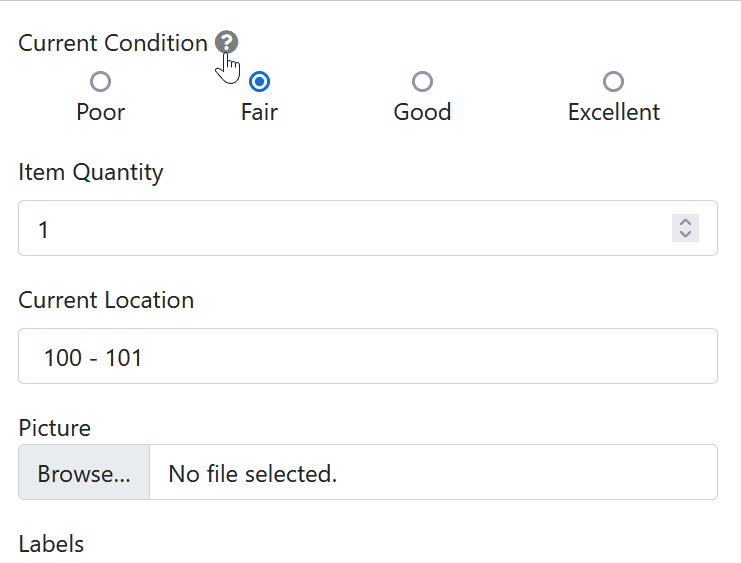 Current Condition ?
Poor Fair Good Excellent
Item Quantity
1
Current Location
100 - 101
Picture
Browse... No file selected.
Labels